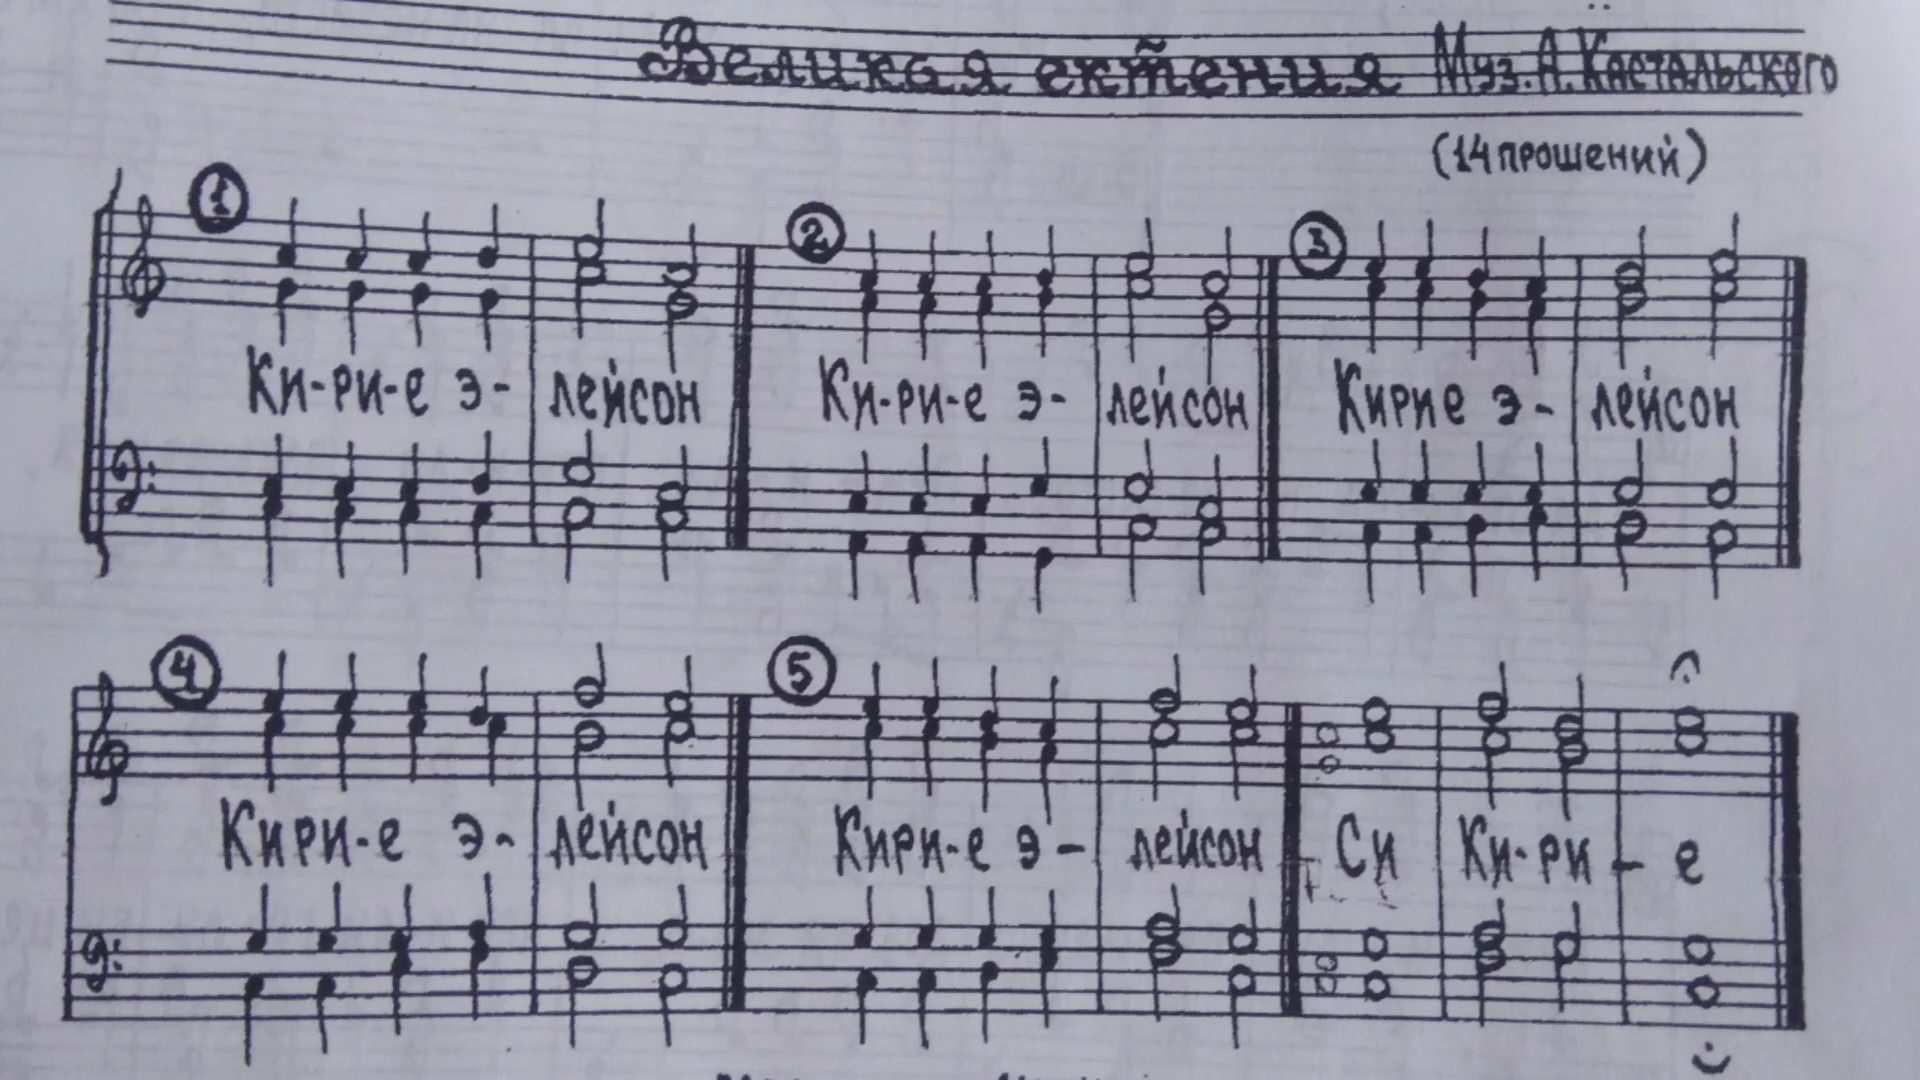 Великая ектения Муз. А. Кастальского
(14 прошений)
1 2 3
Ки-ри-е э-лейсон Ки-ри-е э-лейсон Кирие э-лейсон
4 5
Кири-е э-лейсон Кири-е э-лейсон Си Ки-ри-е